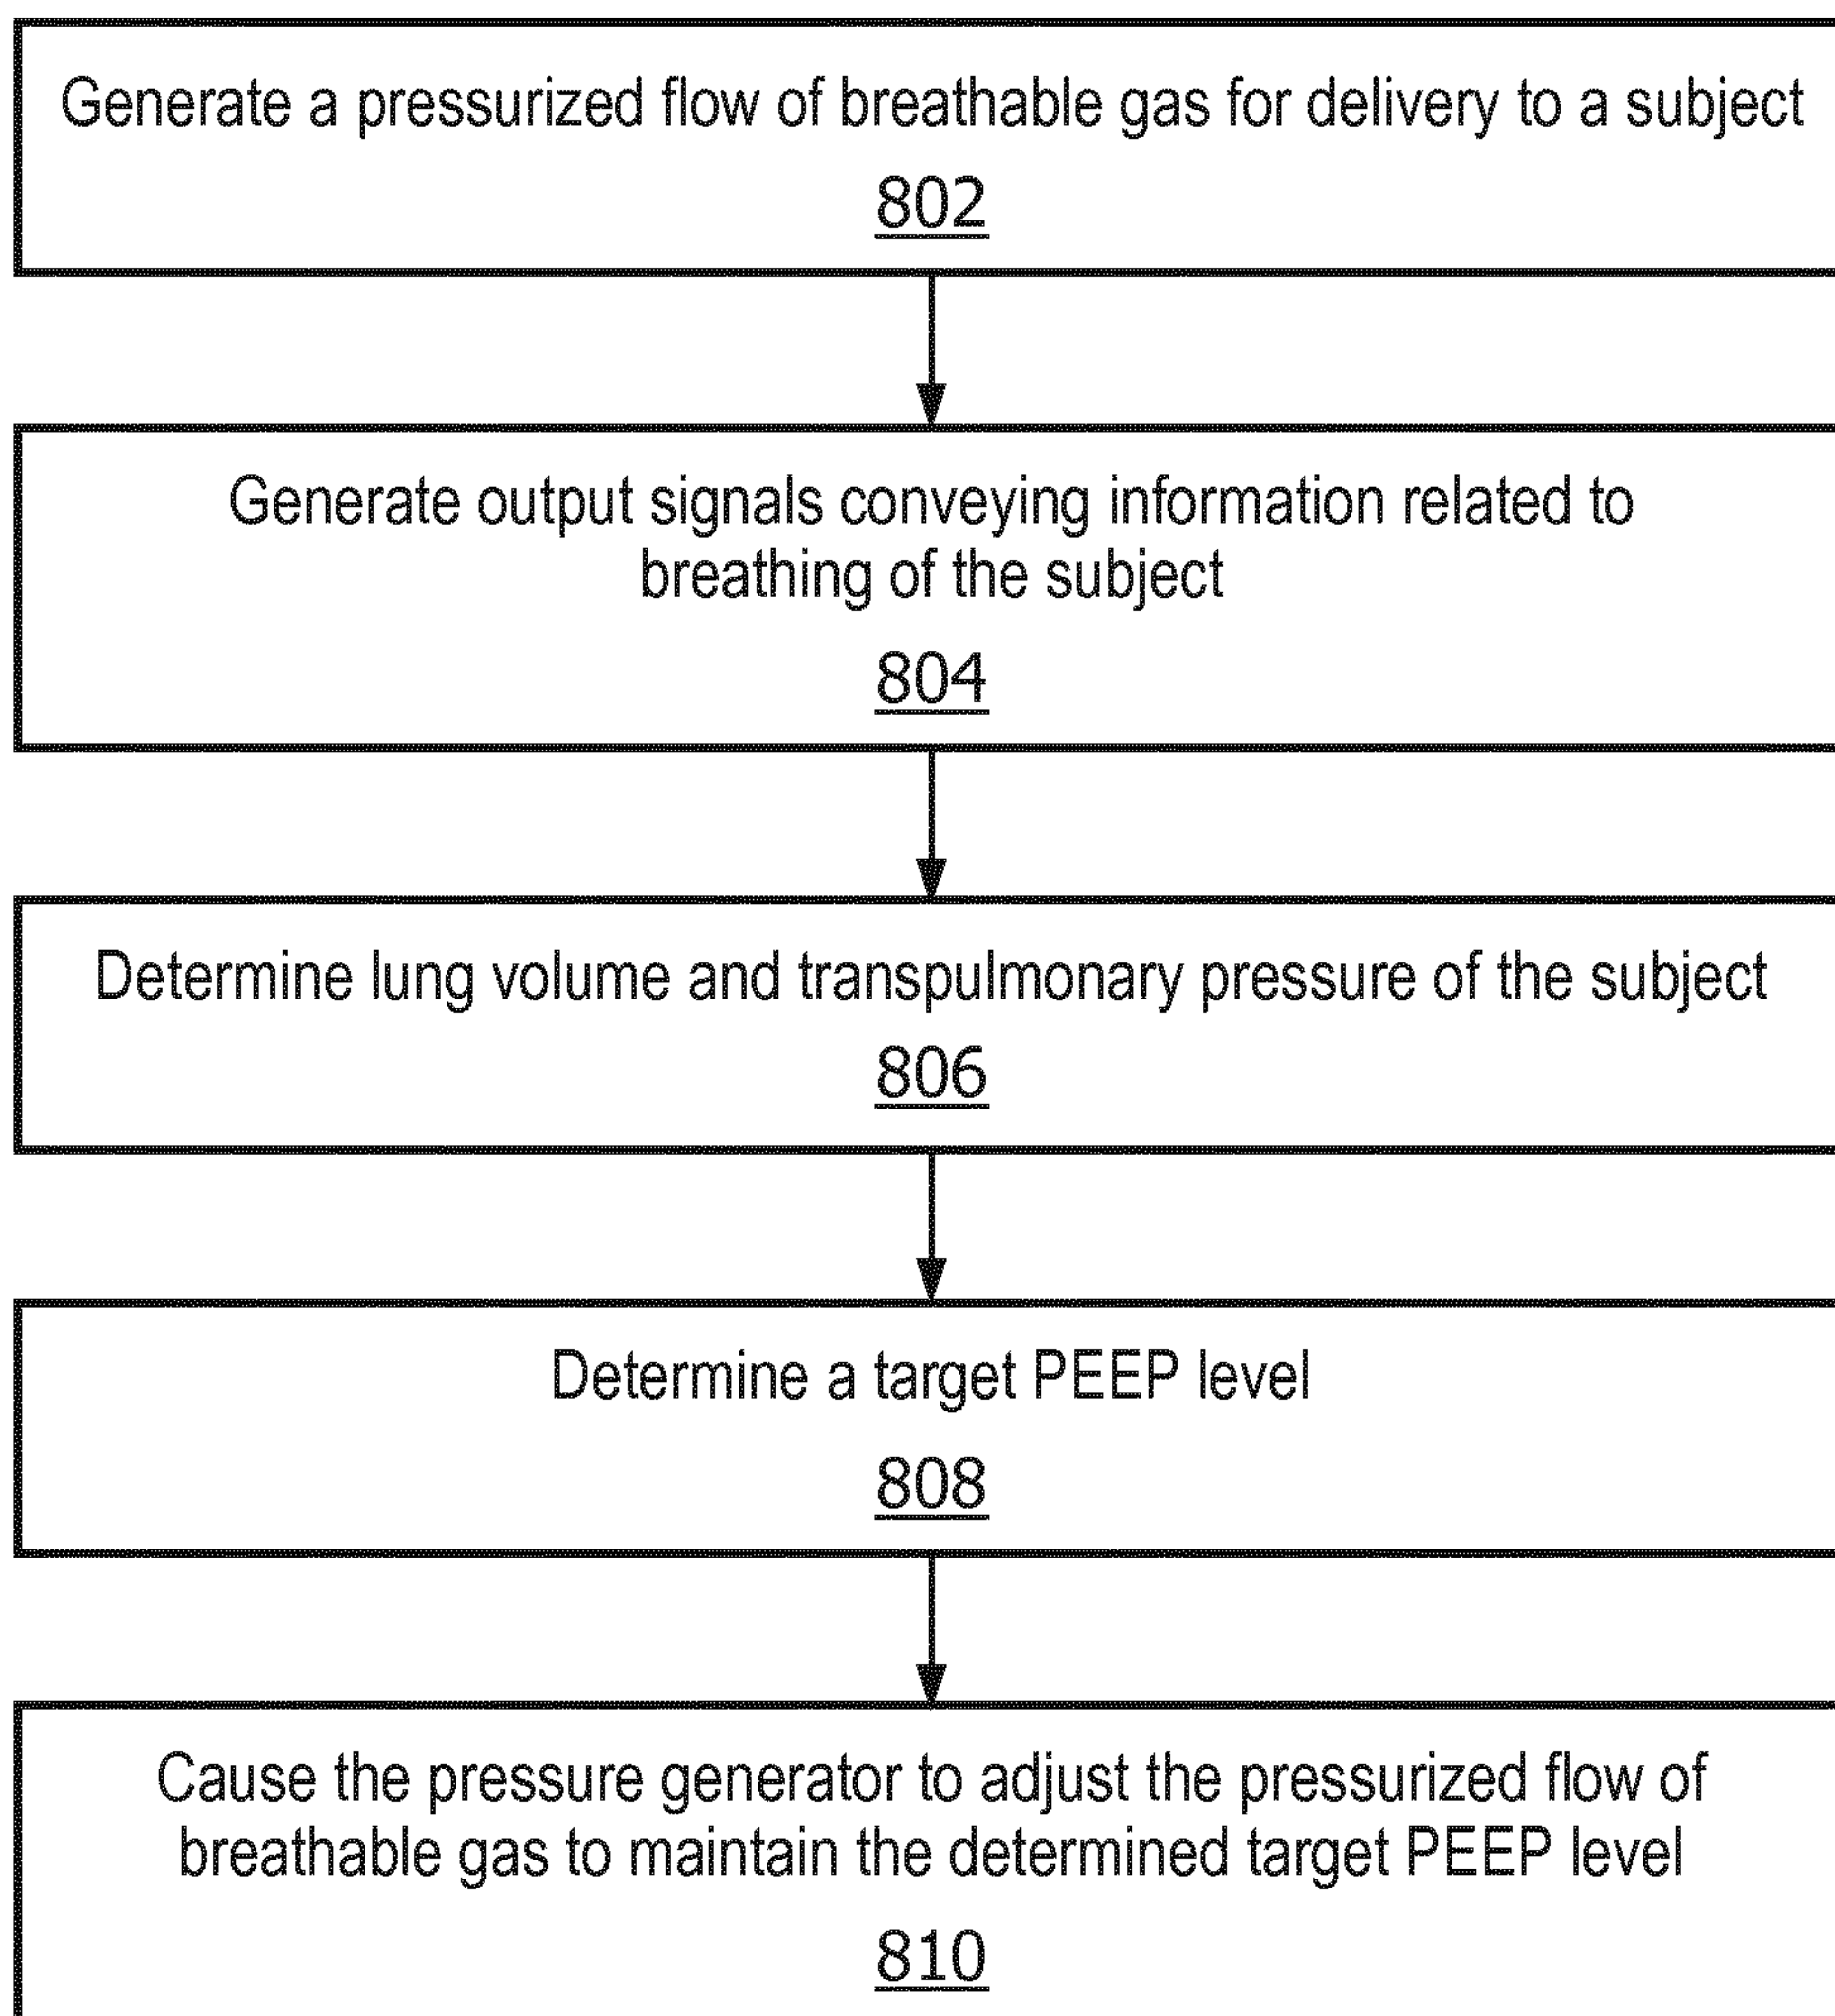 Generate a pressurized flow of breathable gas for delivery to a subject
802
Generate output signals conveying information related to
breathing of the subject
804
Determine lung volume and transpulmonary pressure of the subject
806
Determine a target PEEP level
808
Cause the pressure generator to adjust the pressurized flow of
breathable gas to maintain the determined target PEEP level
810